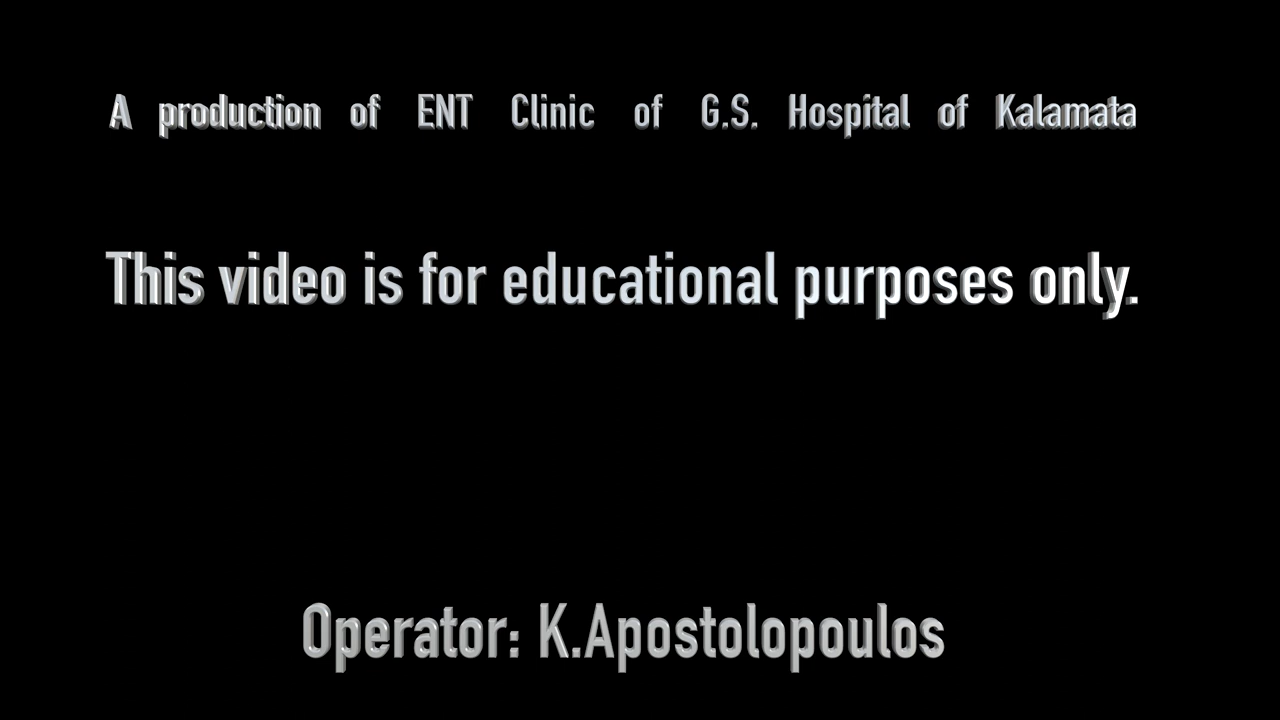 A production of ENT Clinic of G.S. Hospital of Kalamata
This video is for educational purposes only.
Operator: K.Apostolopoulos